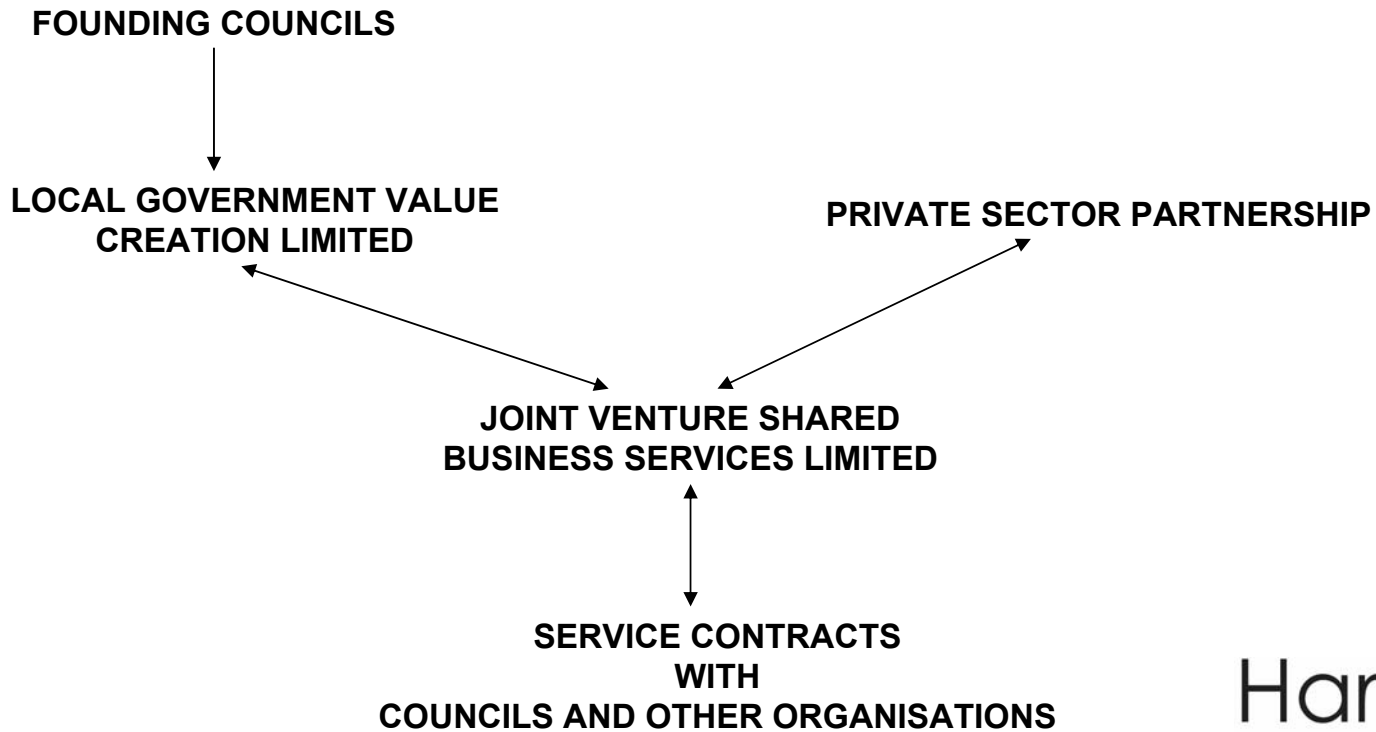 FOUNDING COUNCILS
LOCAL GOVERNMENT VALUE
CREATION LIMITED
PRIVATE SECTOR PARTNERSHIP
JOINT VENTURE SHARED
BUSINESS SERVICES LIMITED
SERVICE CONTRACTS
WITH
COUNCILS AND OTHER ORGANISATIONS